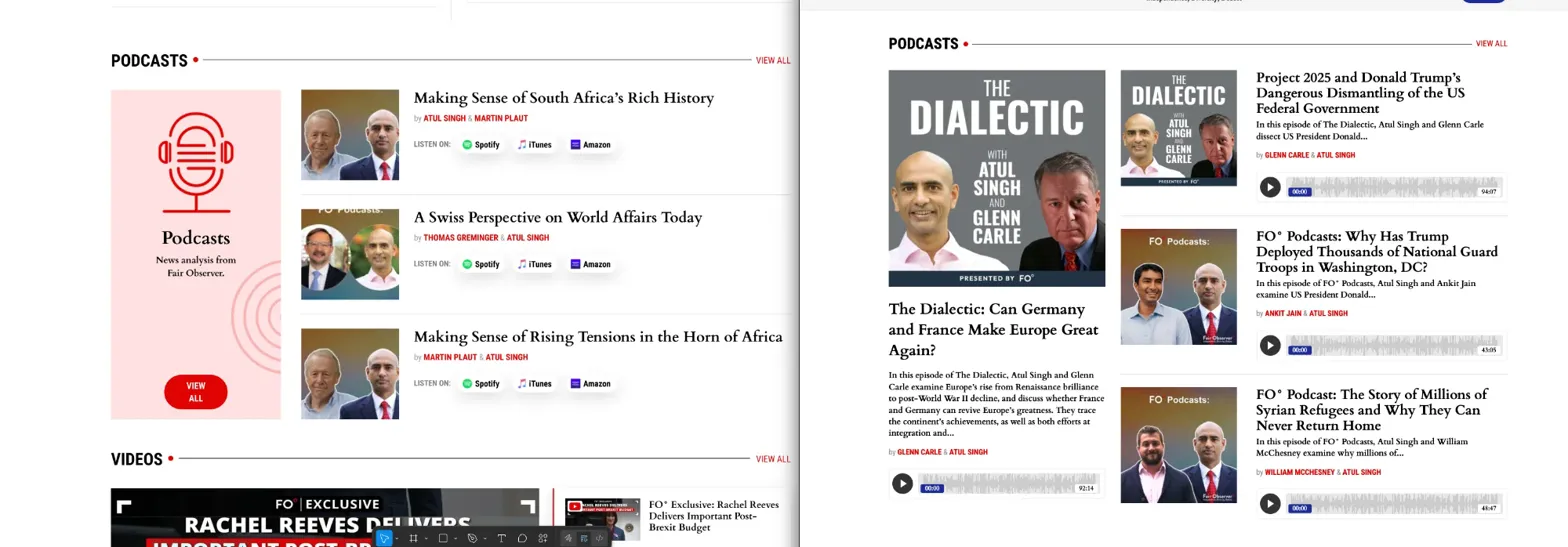 PODCASTS
VIEW ALL
Podcasts
News analysis from
Fair Observer.
VIEW
ALL
Making Sense of South Africa's Rich History
by ATUL SINGH & MARTIN PLAUT
LISTEN ON: Spotify iTunes Amazon
FO° Podcasts:
A Swiss Perspective on World Affairs Today
by THOMAS GREMINGER & ATUL SINGH
LISTEN ON: Spotify iTunes Amazon
Making Sense of Rising Tensions in the Horn of Africa
by MARTIN PLAUT & ATUL SINGH
LISTEN ON: Spotify iTunes Amazon
VIDEOS
VIEW ALL
FO° EXCLUSIVE
RACHEL REEVES DELIVERS
IMPORTANT POST-BR
FO° Exclusive: Rachel Reeves
Delivers Important Post-
Brexit Budget
PODCASTS
VIEW ALL
THE
DIALECTIC
WITH
ATUL
SINGH
AND
GLENN
CARLE
PRESENTED BY FO°
The Dialectic: Can Germany
and France Make Europe Great
Again?
In this episode of The Dialectic, Atul Singh and Glenn
Carle examine Europe's rise from Renaissance brilliance
to post-World War II decline, and discuss whether France
and Germany can revive Europe's greatness. They trace
the continent's achievements, as well as both efforts at
integration and...
by GLENN CARLE & ATUL SINGH
00:00
92:14
THE
DIALECTIC
WITH
ATUL
SINGH
AND
GLENN
CARLE
PRESENTED BY FO°
Project 2025 and Donald Trump's
Dangerous Dismantling of the US
Federal Government
In this episode of The Dialectic, Atul Singh and Glenn Carle
dissect US President Donald...
by GLENN CARLE & ATUL SINGH
00:00
94:07
FO° Podcasts:
Fair Observer
FO° Podcasts: Why Has Trump
Deployed Thousands of National Guard
Troops in Washington, DC?
In this episode of FO° Podcasts, Atul Singh and Ankit Jain
examine US President Donald...
by ANKIT JAIN & ATUL SINGH
00:00
43:05
FO° Podcasts:
Fair Observer
FO° Podcast: The Story of Millions of
Syrian Refugees and Why They Can
Never Return Home
In this episode of FO° Podcasts, Atul Singh and William
McChesney examine why millions of...
by WILLIAM MCCHESNEY & ATUL SINGH
00:00
48:47